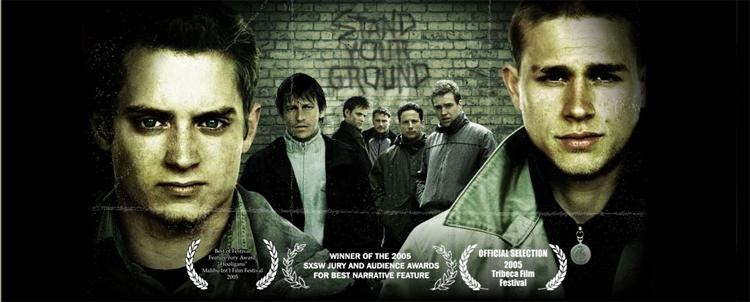 STAND
YOUR
GROUND
Best of Festival
Feature Jury Award
"Hooligans"
Malibu Int'l Film Festival
2005
WINNER OF THE 2005
SXSW JURY AND AUDIENCE AWARDS
FOR BEST NARRATIVE FEATURE
OFFICIAL SELECTION
2005
Tribeca Film
Festival